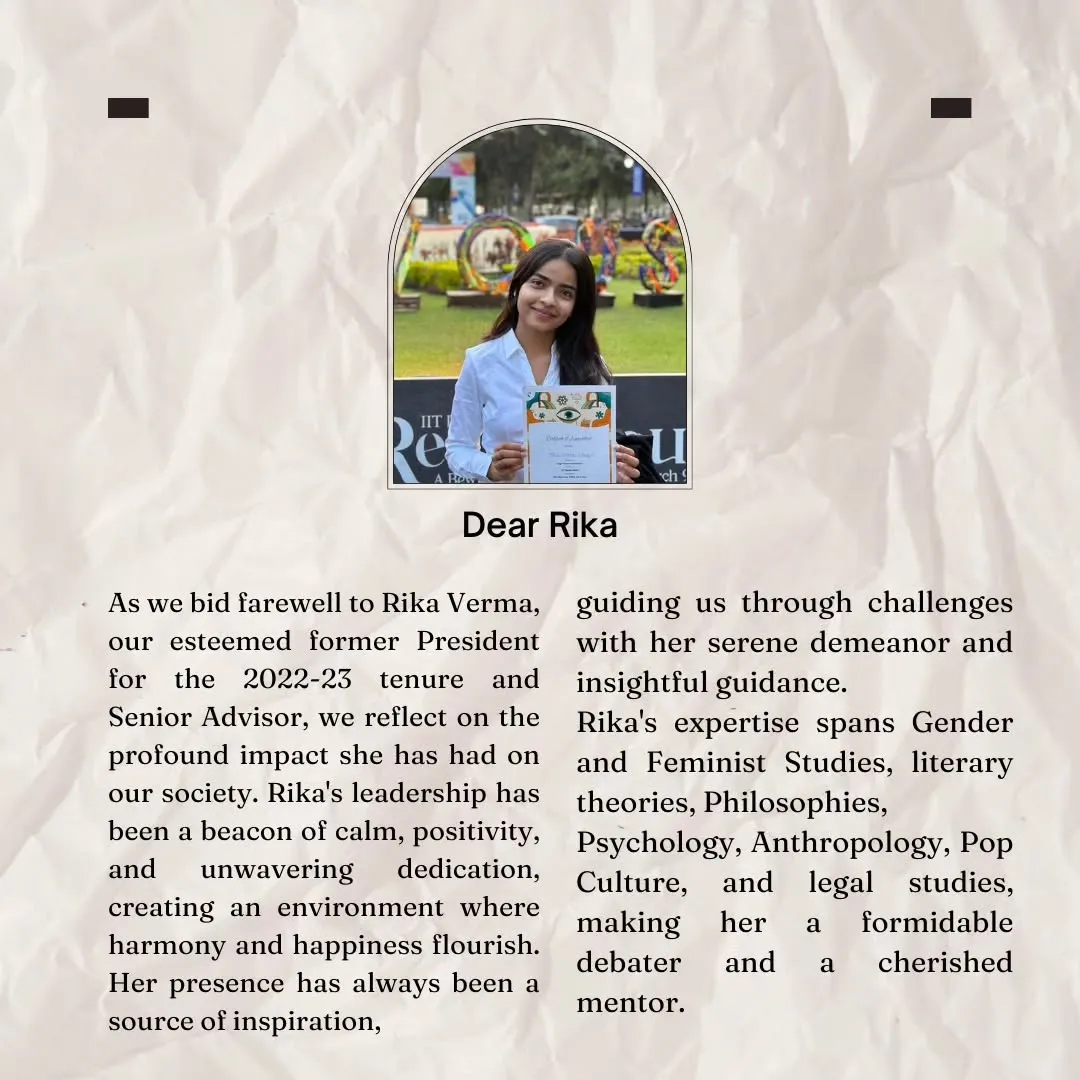 IIT
Re
u
A
rch 9
Dear Rika
As we bid farewell to Rika Verma,
our esteemed former President
for the 2022-23 tenure and
Senior Advisor, we reflect on the
profound impact she has had on
our society. Rika's leadership has
been a beacon of calm, positivity,
and unwavering dedication,
creating an environment where
harmony and happiness flourish.
Her presence has always been a
source of inspiration,
guiding us through challenges
with her serene demeanor and
insightful guidance.
Rika's expertise spans Gender
and Feminist Studies, literary
theories, Philosophies,
Psychology, Anthropology, Pop
Culture, and legal studies,
making her a formidable
debater and a cherished
mentor.